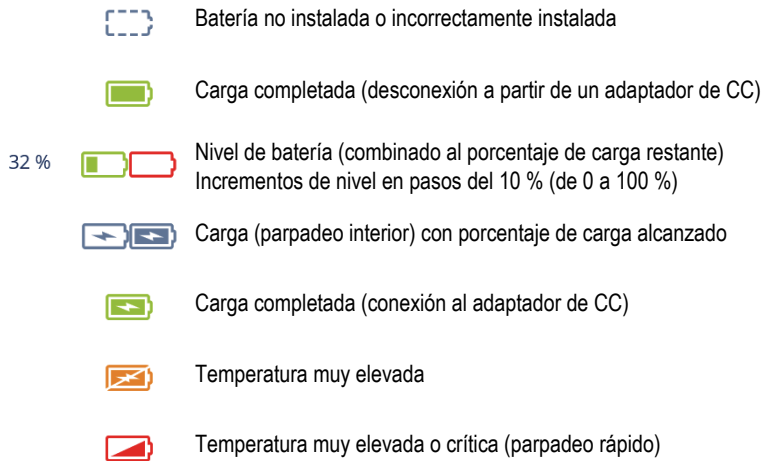 Batería no instalada o incorrectamente instalada
Carga completada (desconexión a partir de un adaptador de CC)
32 %
Nivel de batería (combinado al porcentaje de carga restante)
Incrementos de nivel en pasos del 10 % (de 0 a 100 %)
Carga (parpadeo interior) con porcentaje de carga alcanzado
Carga completada (conexión al adaptador de CC)
Temperatura muy elevada
Temperatura muy elevada o crítica (parpadeo rápido)